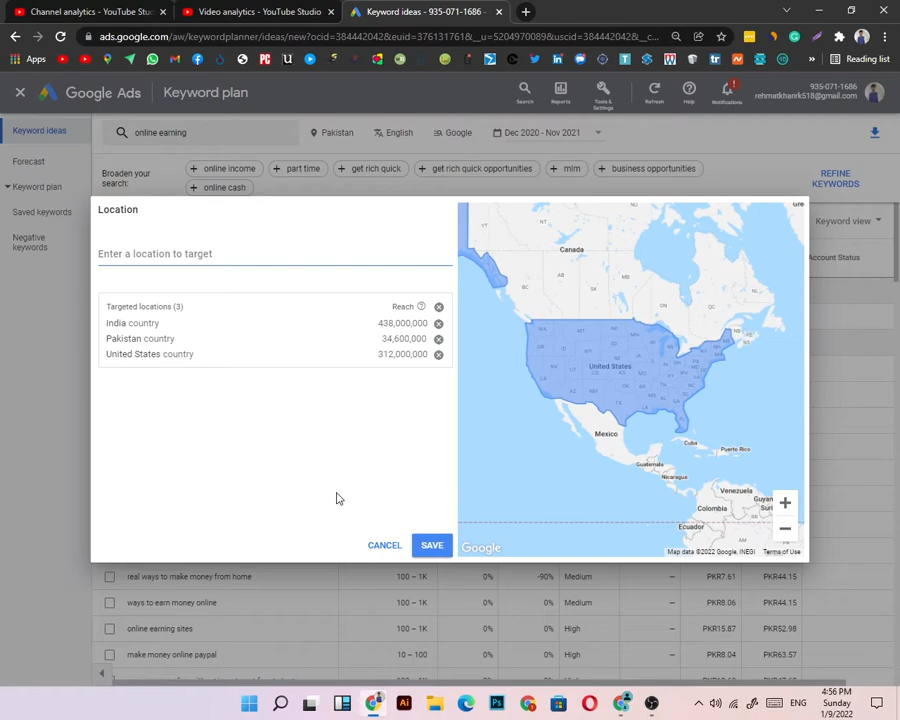 Channel analytics - YouTube Studio
Video analytics - YouTube Studio
Keyword ideas - 935-071-1686 -
ads.google.com/aw/keywordplanner/ideas/new?ocid=384442042&euid=376131761&__u=5204970089&uscid=384442042&__c...
Apps
Reading list
Google Ads
Keyword plan
Search
Reports
Tools &
Settings
Refresh
Help
Notifications
935-071-1686
rehmatkhanrk518@gmail.com
Keyword ideas
Forecast
Keyword plan
Saved keywords
Negative
keywords
online earning
Pakistan
English
Google
Dec 2020 - Nov 2021
Broaden your
search:
online income
part time
get rich quick
get rich quick opportunities
mlm
business opportunities
online cash
REFINE
KEYWORDS
Keyword view
Account Status
Location
Enter a location to target
Targeted locations (3) Reach
India country 438,000,000
Pakistan country 34,600,000
United States country 312,000,000
CANCEL
SAVE
Canada
United States
Mexico
Cuba
Puerto Rico
Guatemala
Nicaragua
Venezuela
Colombia
Ecuador
Google
Map data ©2022 Google, INEGI
Terms of Use
real ways to make money from home 100 – 1K 0% -90% Medium – PKR7.61 PKR44.15
ways to earn money online 100 – 1K 0% 0% Medium – PKR8.06 PKR44.15
online earning sites 100 – 1K 0% 0% High – PKR15.87 PKR52.98
make money online paypal 10 – 100 0% 0% High – PKR8.04 PKR63.57
ENG
4:56 PM
Sunday
1/9/2022